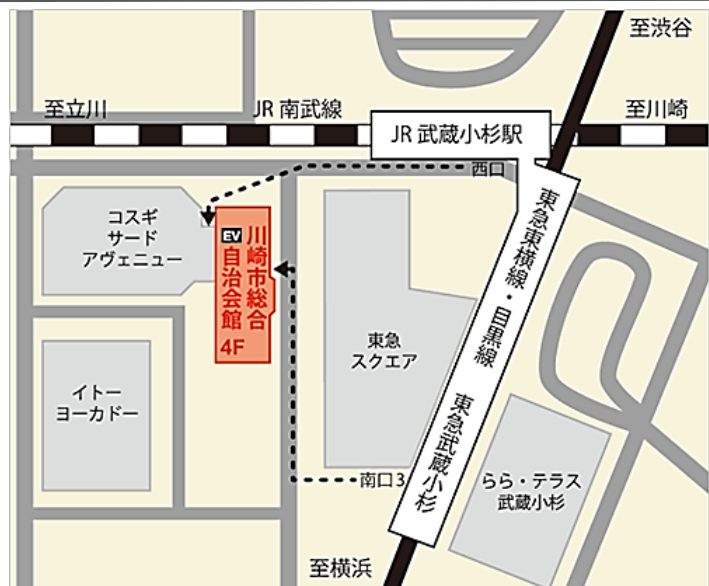 至渋谷
至立川
JR 南武線
至川崎
JR 武蔵小杉駅
西口
コスギ
サード
アヴェニュー
EV
川崎市総合
自治会館
4F
東急東横線・目黒線
東急武蔵小杉
東急
スクエア
イトー
ヨーカドー
南口3
らら・テラス
武蔵小杉
至横浜